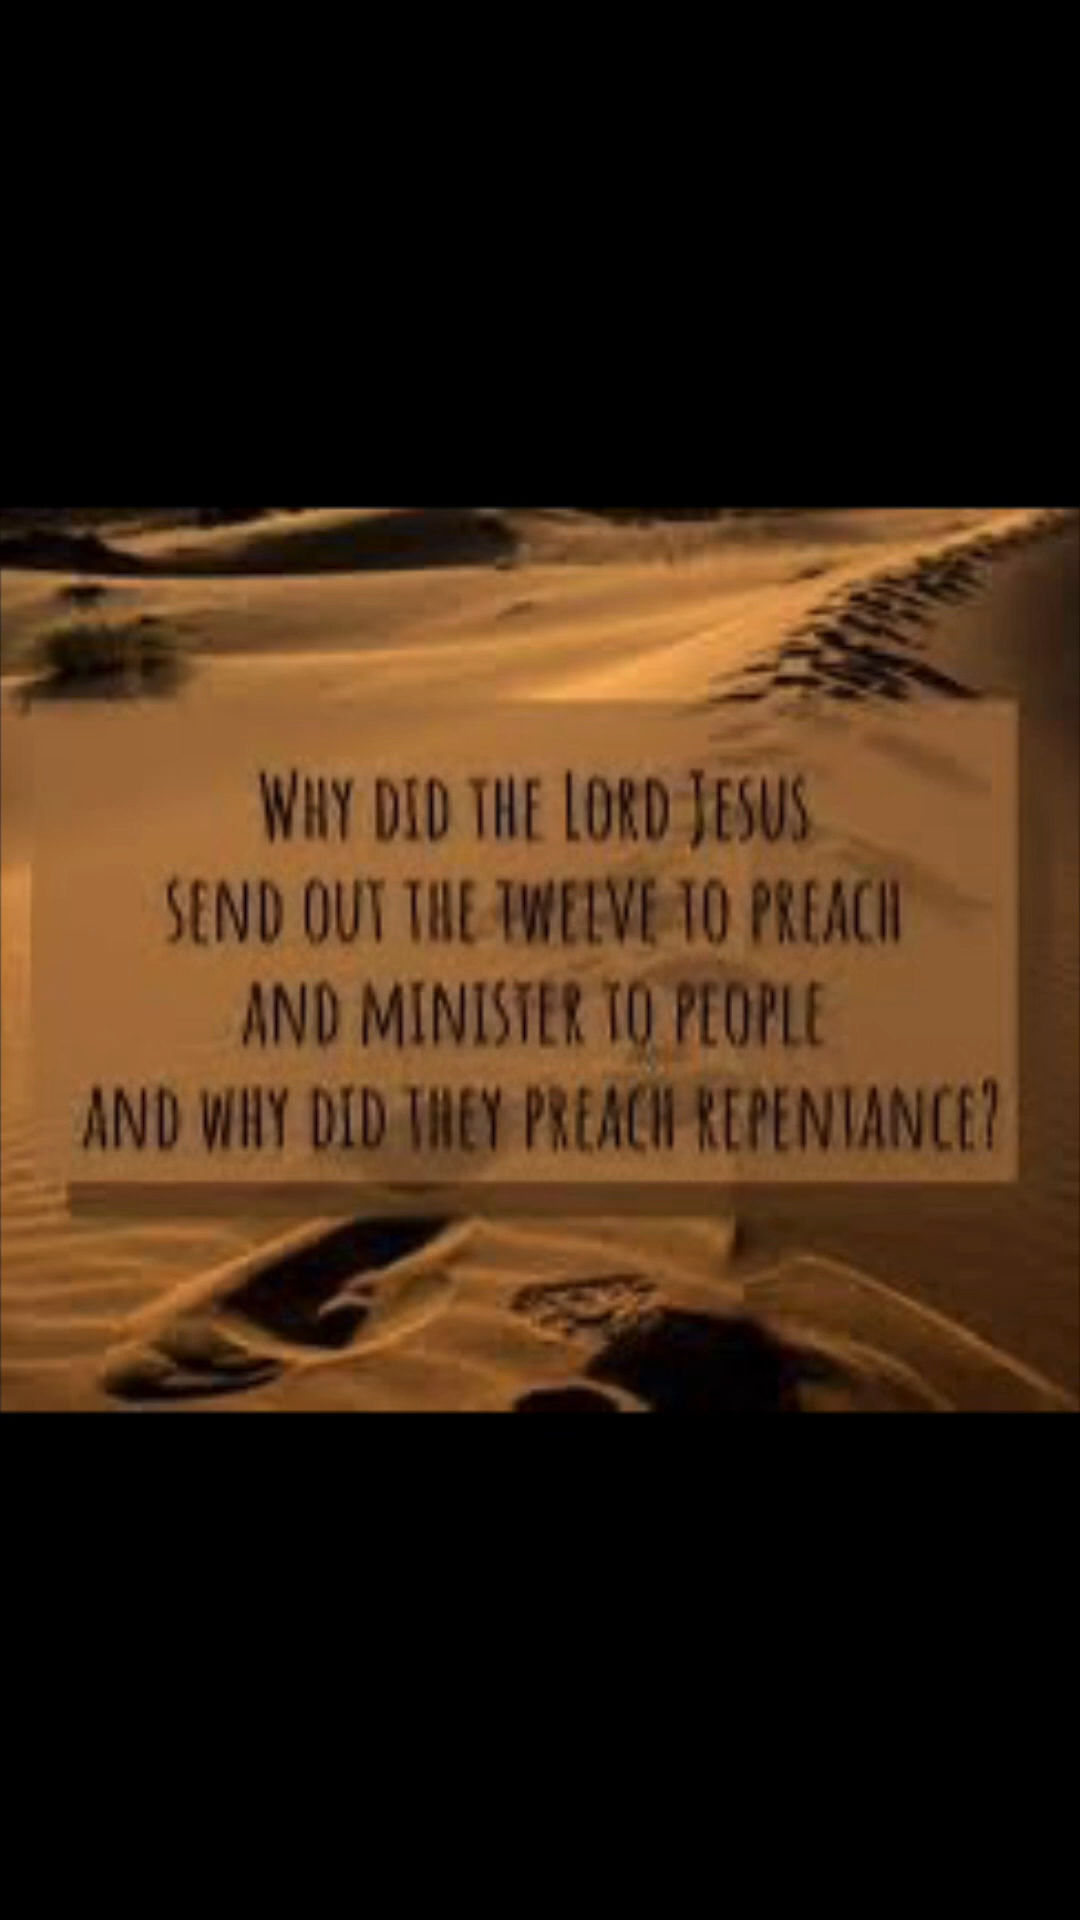 Why did the Lord Jesus
send out the twelve to preach
and minister to people
and why did they preach repentance?